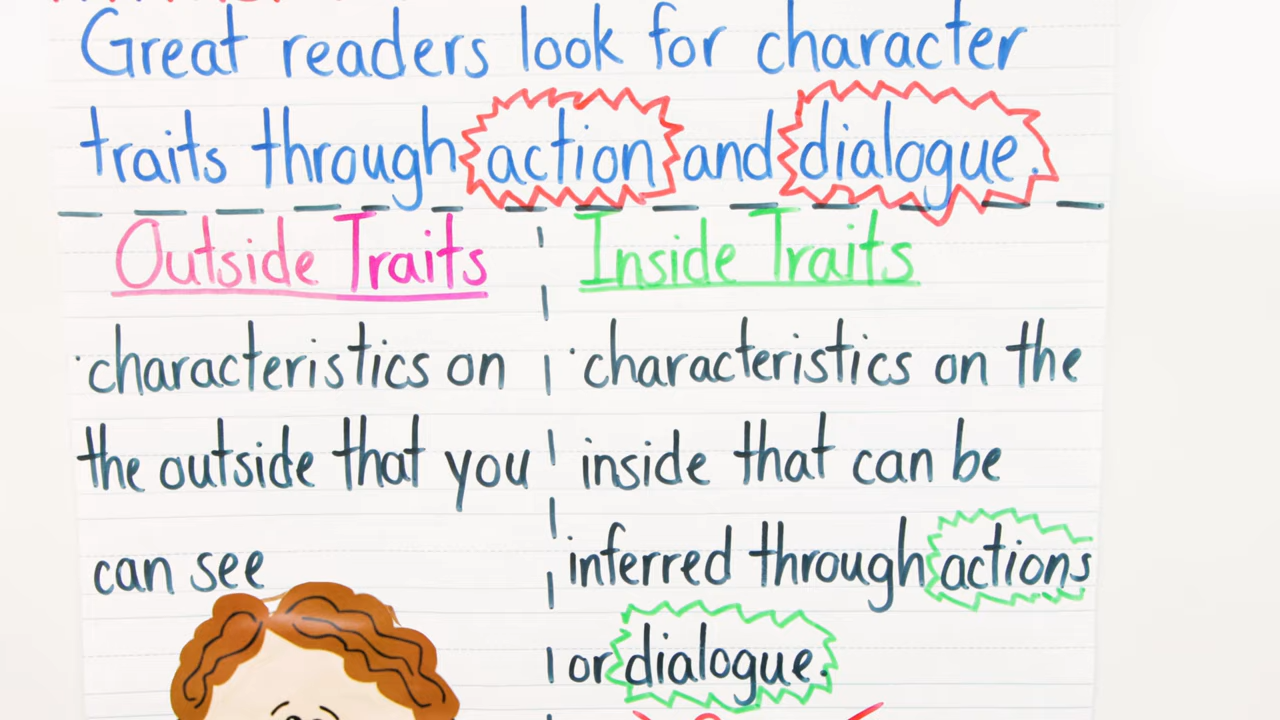 Great readers look for character
traits through action and dialogue.
Outside Traits
·characteristics on
the outside that you
can see
Inside Traits
·characteristics on the
inside that can be
inferred through actions
or dialogue.